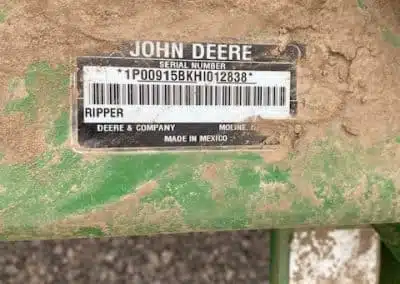 JOHN DEERE
SERIAL NUMBER
*1P00915BKHI012838*
RIPPER
DEERE & COMPANY MOLINE,
MADE IN MEXICO